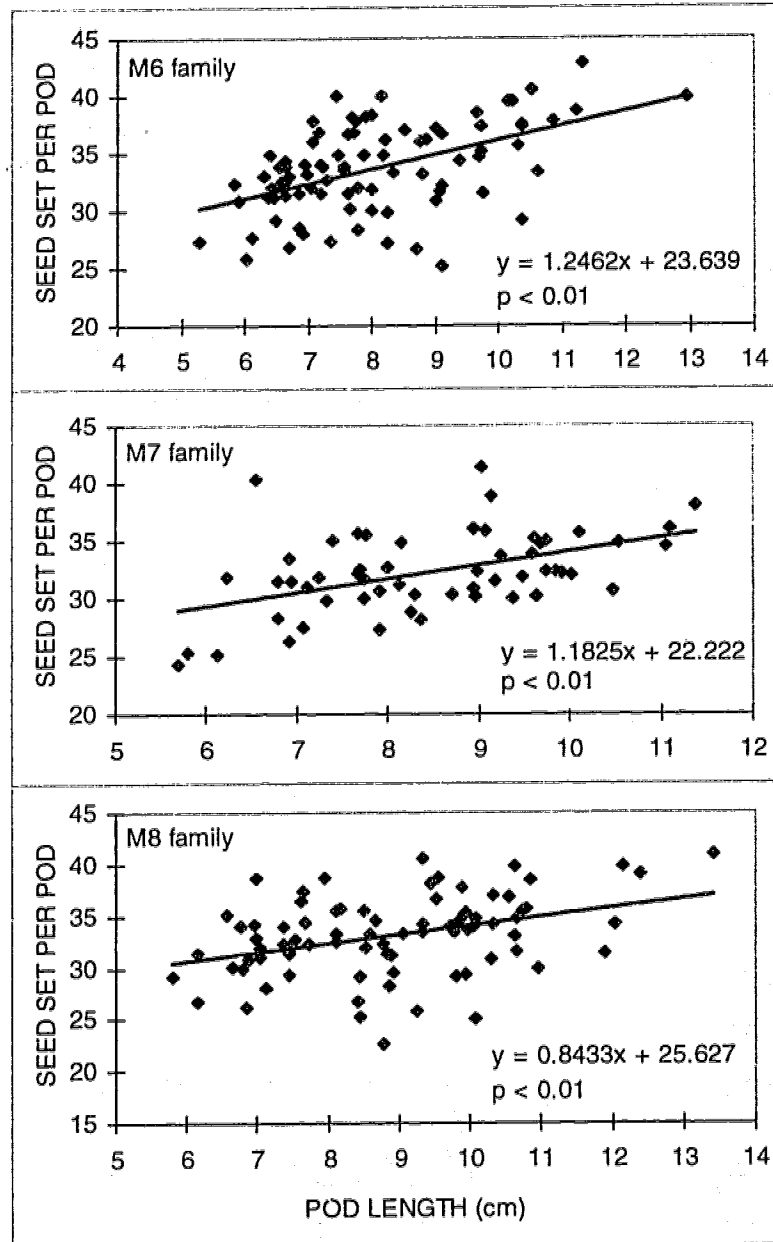 M6 family
SEED SET PER POD
45
40
35
30
25
20
y = 1.2462x + 23.639
p < 0.01
4 5 6 7 8 9 10 11 12 13 14
M7 family
SEED SET PER POD
45
40
35
30
25
20
y = 1.1825x + 22.222
p < 0.01
5 6 7 8 9 10 11 12
M8 family
SEED SET PER POD
45
40
35
30
25
20
15
y = 0.8433x + 25.627
p < 0.01
5 6 7 8 9 10 11 12 13 14
POD LENGTH (cm)